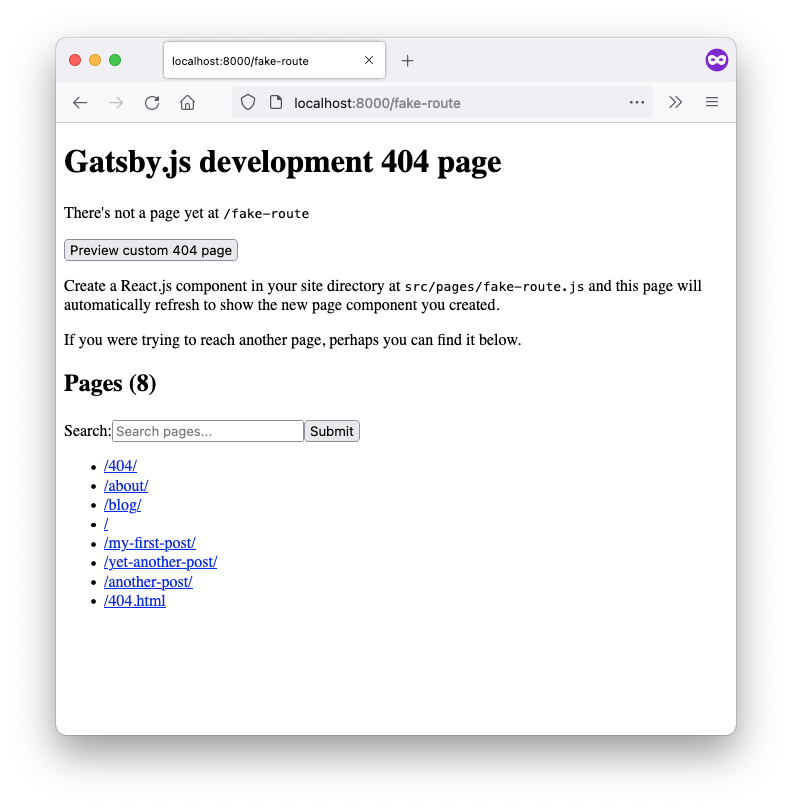 localhost:8000/fake-route
localhost:8000/fake-route
Gatsby.js development 404 page
There's not a page yet at /fake-route
Preview custom 404 page
Create a React.js component in your site directory at src/pages/fake-route.js and this page will
automatically refresh to show the new page component you created.
If you were trying to reach another page, perhaps you can find it below.
Pages (8)
Search: Search pages... Submit
/404/
/about/
/blog/
/
/my-first-post/
/yet-another-post/
/another-post/
/404.html